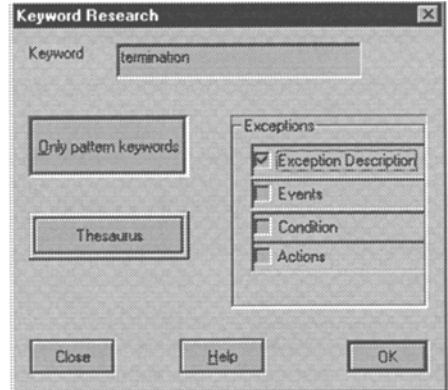 Keyword Research
Keyword
termination
Only pattern keywords
Exceptions
Exception Description
Events
Thesaurus
Condition
Actions
Close
Help
OK